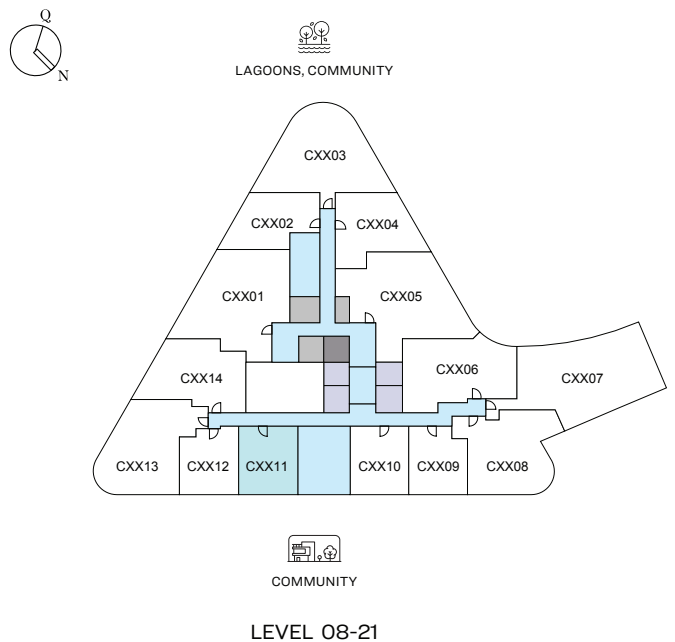 Q
N
LAGOONS, COMMUNITY
CXX03
CXX02
CXX04
CXX01
CXX05
CXX14
CXX06
CXX07
CXX13
CXX12
CXX11
CXX10
CXX09
CXX08
COMMUNITY
LEVEL 08-21